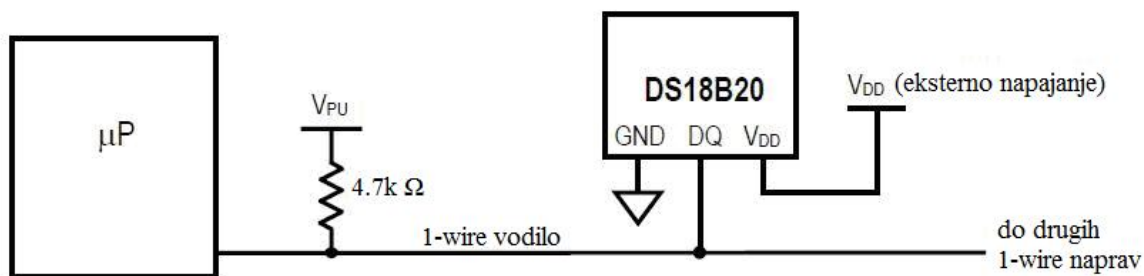 μP
VPU
4.7k Ω
1-wire vodilo
DS18B20
GND DQ VDD
VDD (eksterno napajanje)
do drugih
1-wire naprav